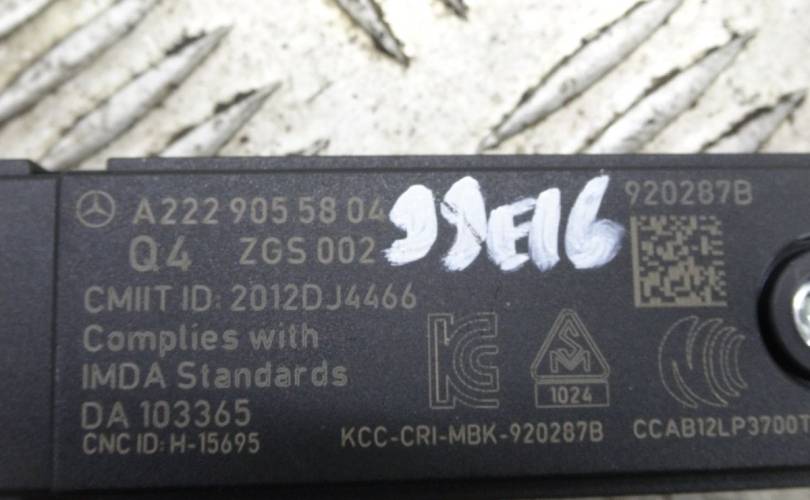 A222 905 58 04
99E16
920287B
Q4 ZGS 002
CMIIT ID: 2012DJ4466
Complies with
IMDA Standards
DA 103365
1024
CNC ID: H-15695
KCC-CRI-MBK-920287B
CCAB12LP3700T